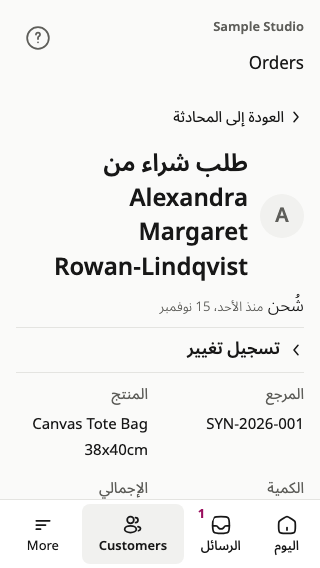 Sample Studio
Orders
العودة إلى المحادثة
طلب شراء من
Alexandra
Margaret
Rowan-Lindqvist
A
شُحن منذ الأحد، 15 نوفمبر
تسجيل تغيير
المرجع
SYN-2026-001
المنتج
Canvas Tote Bag
38x40cm
الكمية
الإجمالي
اليوم
الرسائل
1
Customers
More